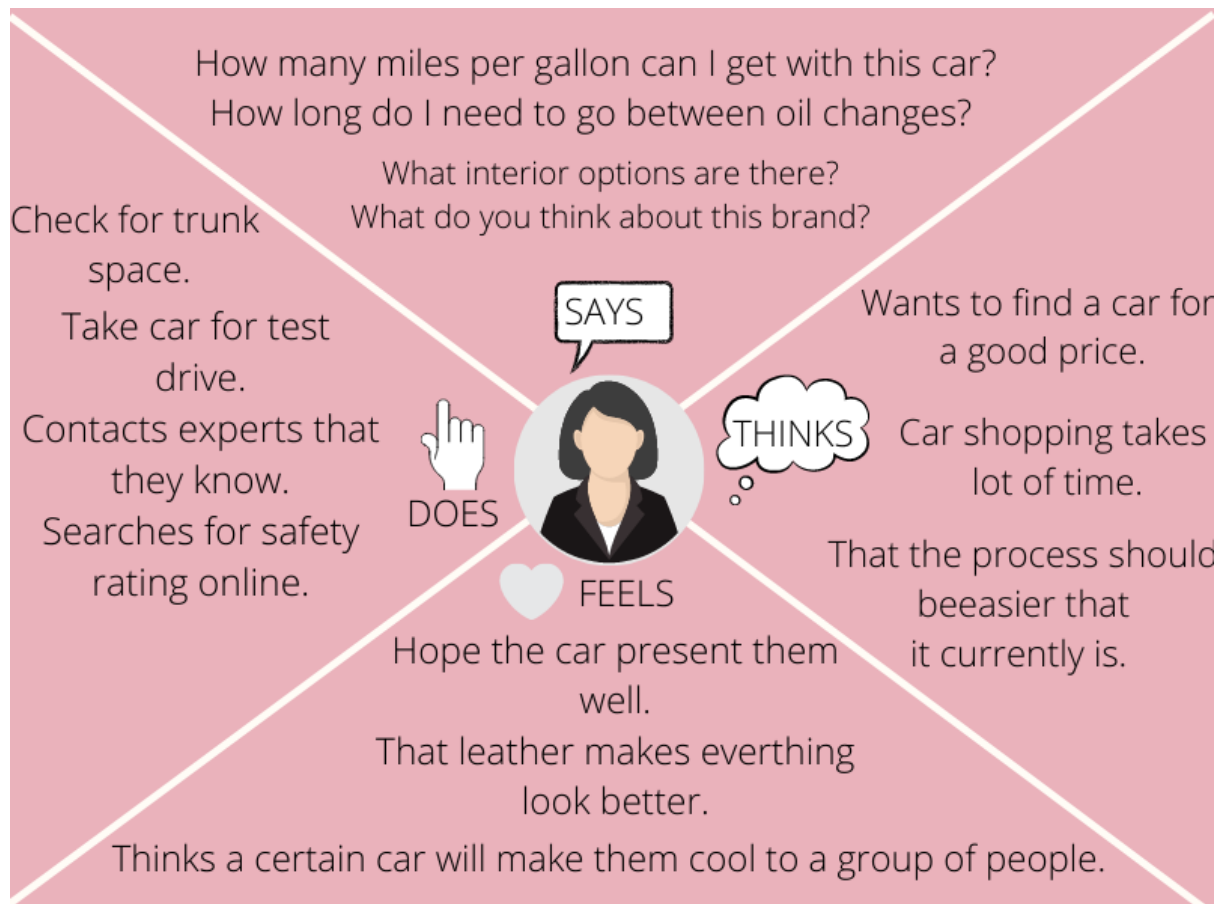 How many miles per gallon can I get with this car?
How long do I need to go between oil changes?
What interior options are there?
What do you think about this brand?
SAYS
Check for trunk
space.
Take car for test
drive.
Contacts experts that
they know.
Searches for safety
rating online.
DOES
THINKS
Wants to find a car for
a good price.
Car shopping takes
lot of time.
That the process should
beeasier that
it currently is.
FEELS
Hope the car present them
well.
That leather makes everthing
look better.
Thinks a certain car will make them cool to a group of people.